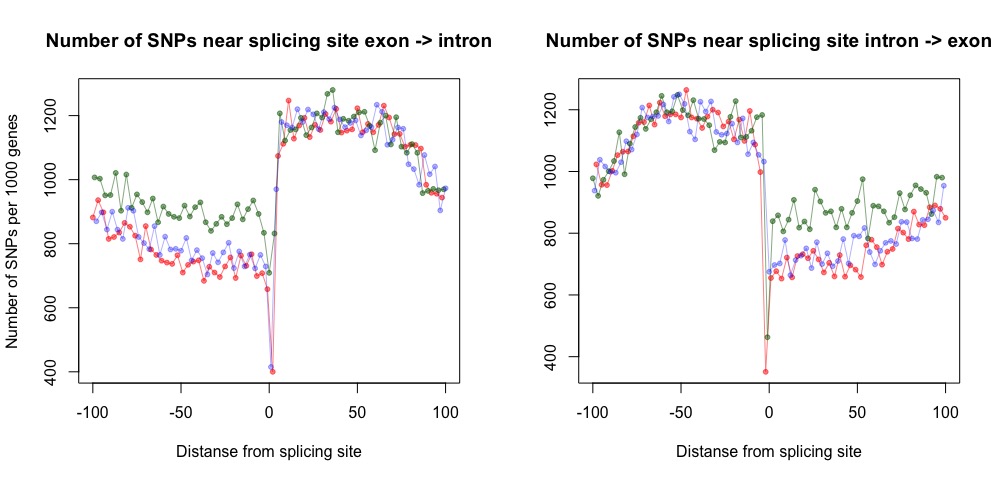 Number of SNPs near splicing site exon -> intron
Number of SNPs per 1000 genes
1200
1000
800
600
400
-100 -50 0 50 100
Distanse from splicing site
Number of SNPs near splicing site intron -> exon
1200
1000
800
600
400
-100 -50 0 50 100
Distanse from splicing site